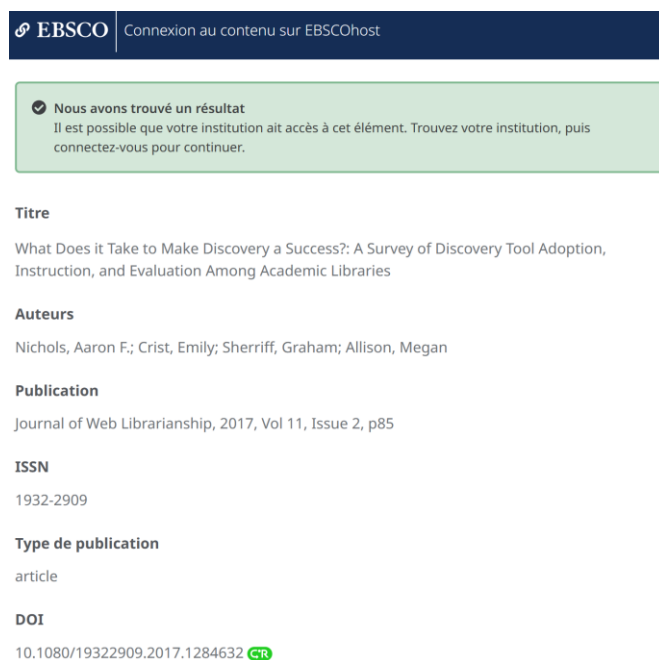 EBSCO Connexion au contenu sur EBSCOhost
Nous avons trouvé un résultat
Il est possible que votre institution ait accès à cet élément. Trouvez votre institution, puis
connectez-vous pour continuer.
Titre
What Does it Take to Make Discovery a Success?: A Survey of Discovery Tool Adoption,
Instruction, and Evaluation Among Academic Libraries
Auteurs
Nichols, Aaron F.; Crist, Emily; Sherriff, Graham; Allison, Megan
Publication
Journal of Web Librarianship, 2017, Vol 11, Issue 2, p85
ISSN
1932-2909
Type de publication
article
DOI
10.1080/19322909.2017.1284632